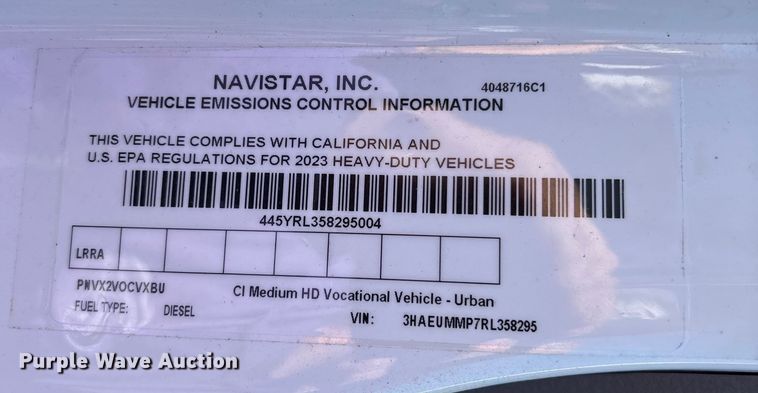 NAVISTAR, INC.
4048716C1
VEHICLE EMISSIONS CONTROL INFORMATION
THIS VEHICLE COMPLIES WITH CALIFORNIA AND
U.S. EPA REGULATIONS FOR 2023 HEAVY-DUTY VEHICLES
445YRL358295004
LRRA
PNVX2VOCVXBU
CI Medium HD Vocational Vehicle - Urban
FUEL TYPE: DIESEL
VIN: 3HAEUMMP7RL358295
Purple Wave Auction